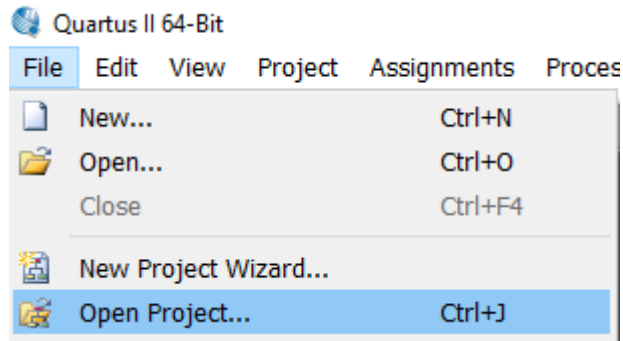 Quartus II 64-Bit
File Edit View Project Assignments Proces
New... Ctrl+N
Open... Ctrl+O
Close Ctrl+F4
New Project Wizard...
Open Project... Ctrl+J